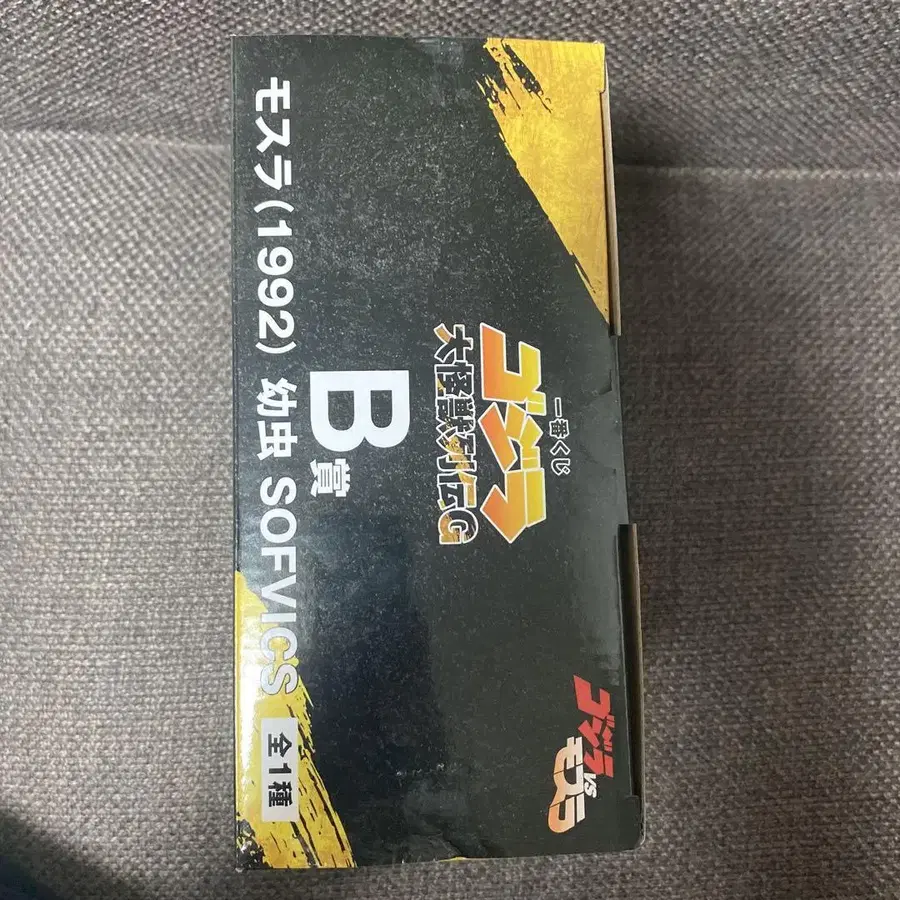 一番くじ
ゴジラ
大怪獣列伝G
B賞
モスラ(1992) 幼虫 SOFVICS
全1種
ゴジラVSモスラ